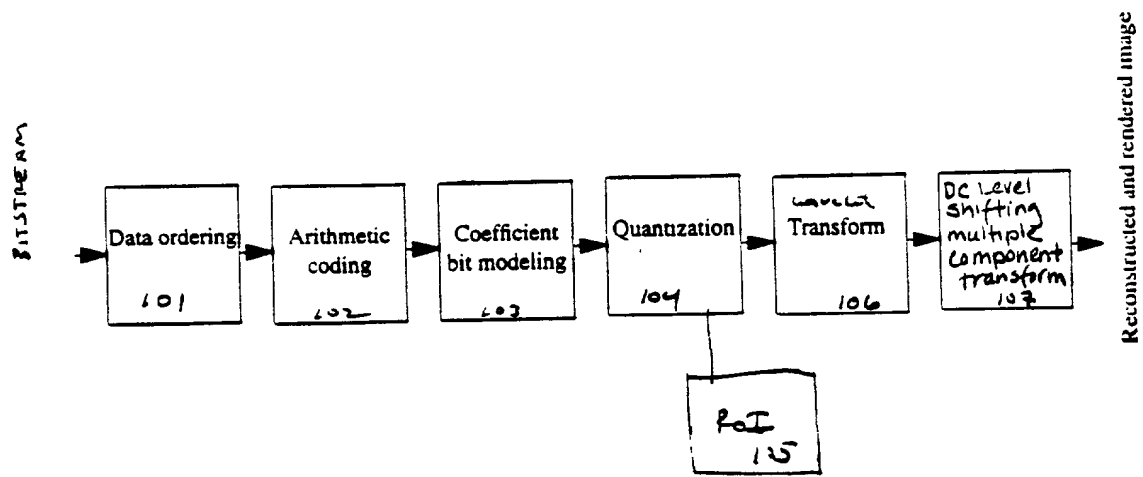 BITSTREAM
Data ordering
101
Arithmetic
coding
102
Coefficient
bit modeling
103
Quantization
104
wavelet
Transform
106
DC Level
shifting
multiple
component
transform
107
Reconstructed and rendered image
RoI